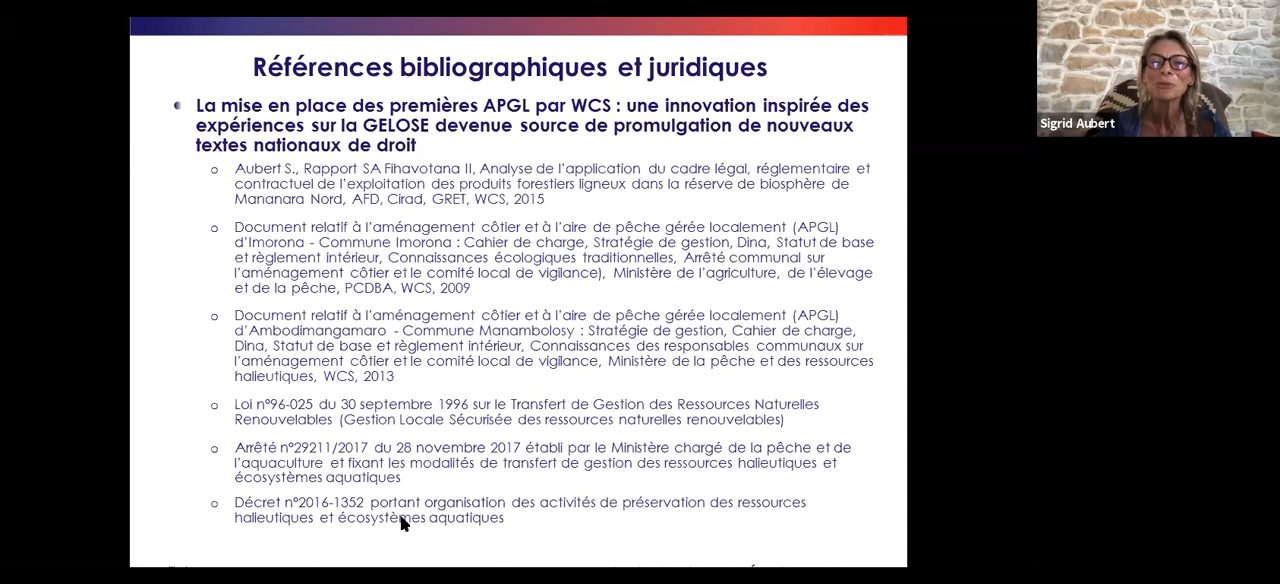 Références bibliographiques et juridiques
La mise en place des premières APGL par WCS : une innovation inspirée des
expériences sur la GELOSE devenue source de promulgation de nouveaux
textes nationaux de droit
Aubert S., Rapport SA Fihavotana II, Analyse de l'application du cadre légal, réglementaire et
contractuel de l'exploitation des produits forestiers ligneux dans la réserve de biosphère de
Mananara Nord, AFD, Cirad, GRET, WCS, 2015
Document relatif à l'aménagement côtier et à l'aire de pêche gérée localement (APGL)
d'Imorona - Commune Imorona : Cahier de charge, Stratégie de gestion, Dina, Statut de base
et règlement intérieur, Connaissances écologiques traditionnelles, Arrêté communal sur
l'aménagement côtier et le comité local de vigilance), Ministère de l'agriculture, de l'élevage
et de la pêche, PCDBA, WCS, 2009
Document relatif à l'aménagement côtier et à l'aire de pêche gérée localement (APGL)
d'Ambodimangamaro - Commune Manambolosy : Stratégie de gestion, Cahier de charge,
Dina, Statut de base et règlement intérieur, Connaissances des responsables communaux sur
l'aménagement côtier et le comité local de vigilance, Ministère de la pêche et des ressources
halieutiques, WCS, 2013
Loi n°96-025 du 30 septembre 1996 sur le Transfert de Gestion des Ressources Naturelles
Renouvelables (Gestion Locale Sécurisée des ressources naturelles renouvelables)
Arrêté n°29211/2017 du 28 novembre 2017 établi par le Ministère chargé de la pêche et de
l'aquaculture et fixant les modalités de transfert de gestion des ressources halieutiques et
écosystèmes aquatiques
Décret n°2016-1352 portant organisation des activités de préservation des ressources
halieutiques et écosystèmes aquatiques
Sigrid Aubert